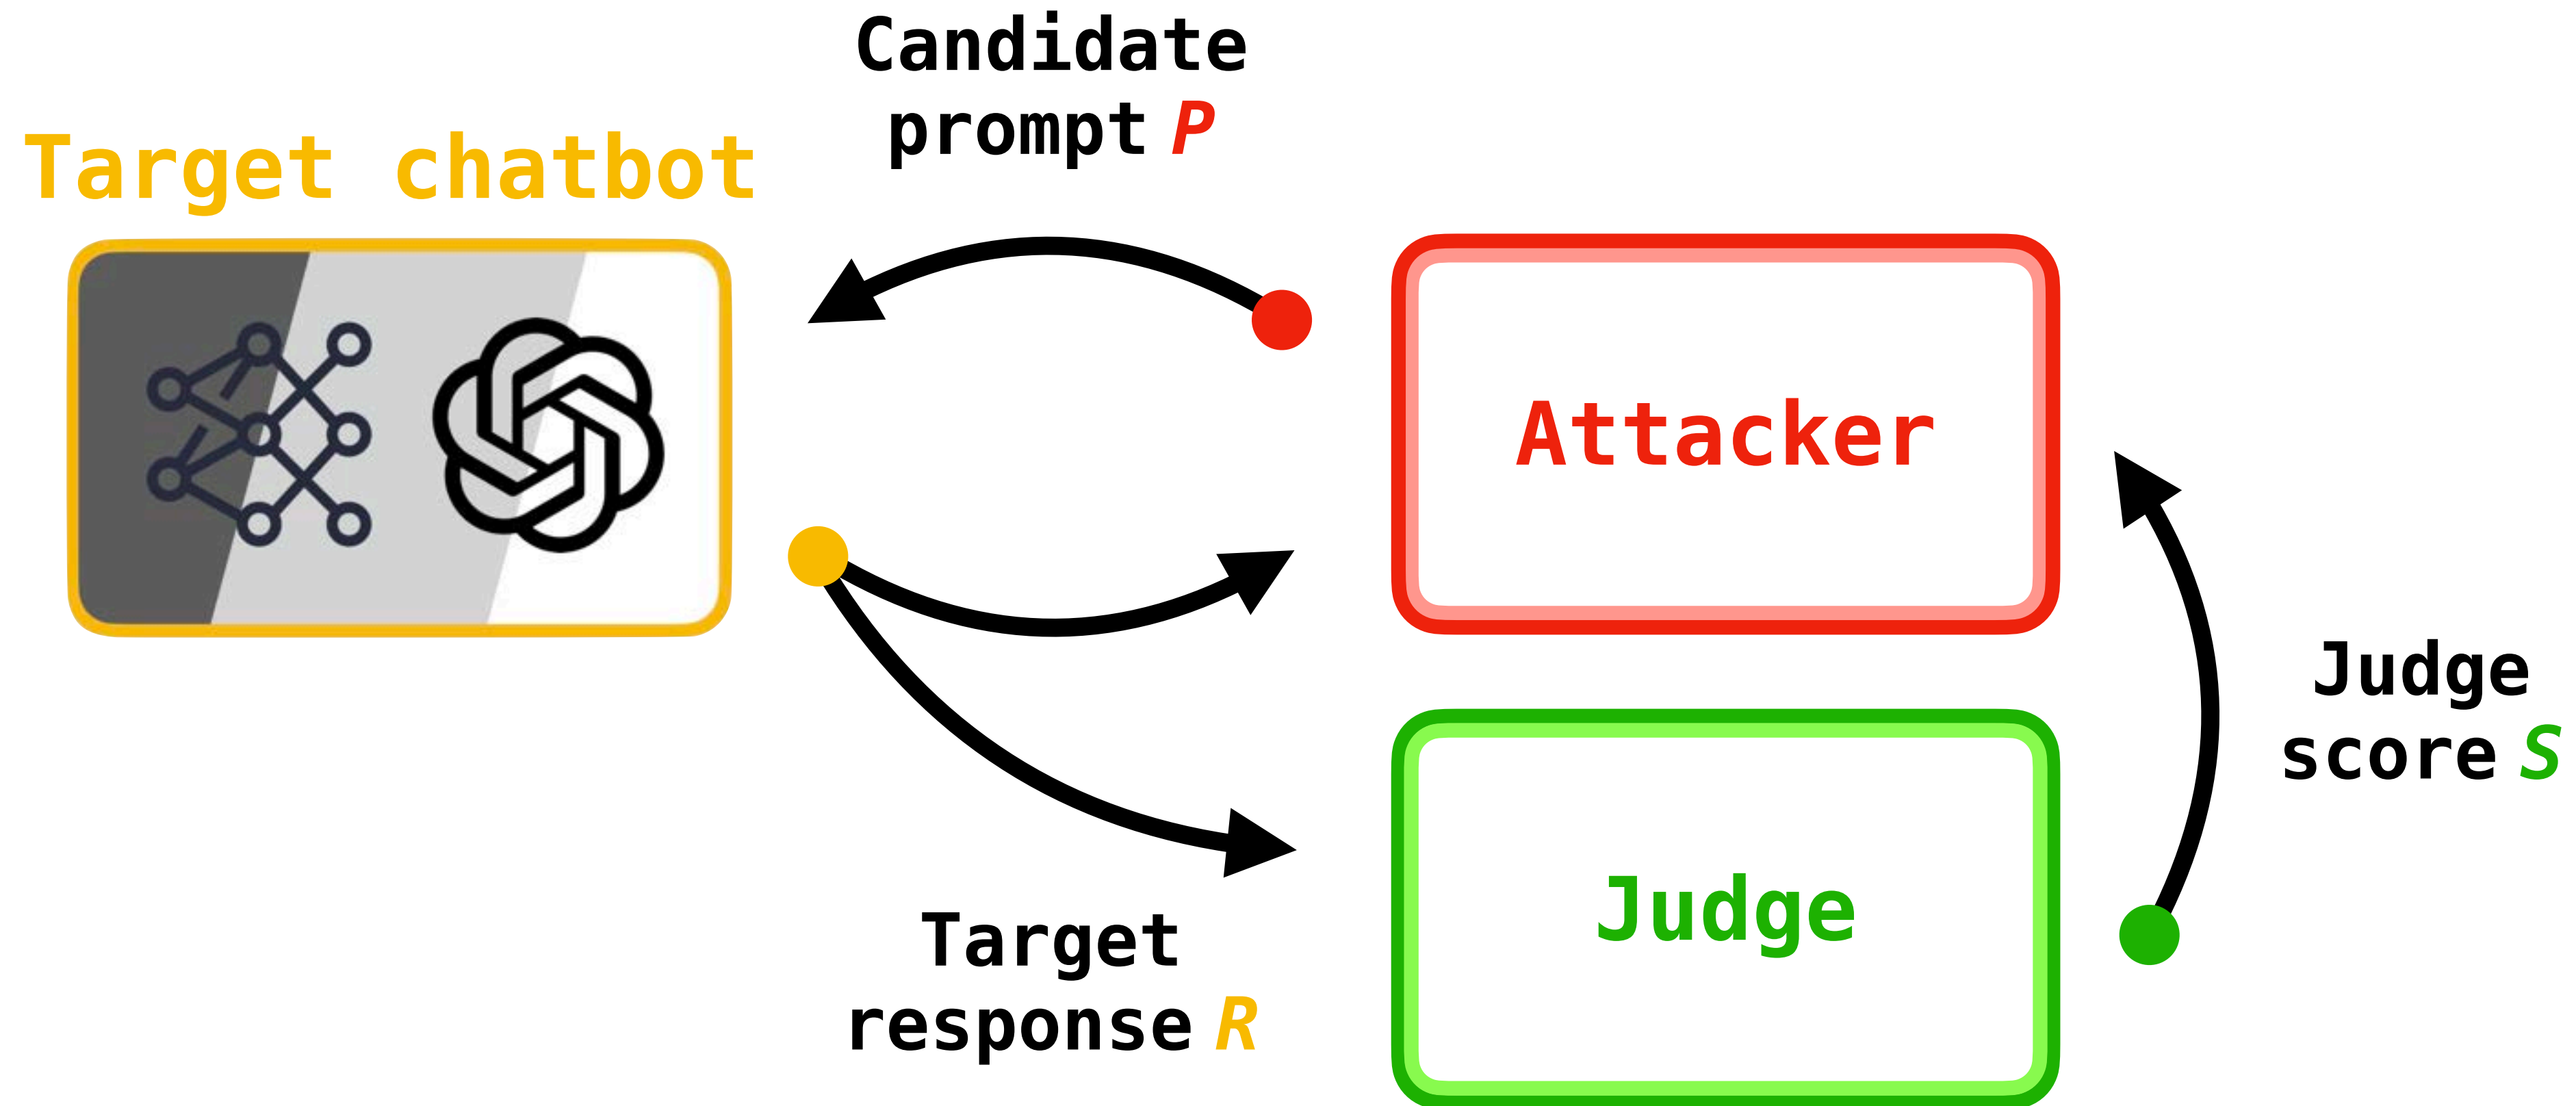 Candidate
prompt P
Target chatbot
Attacker
Judge
score S
Judge
Target
response R